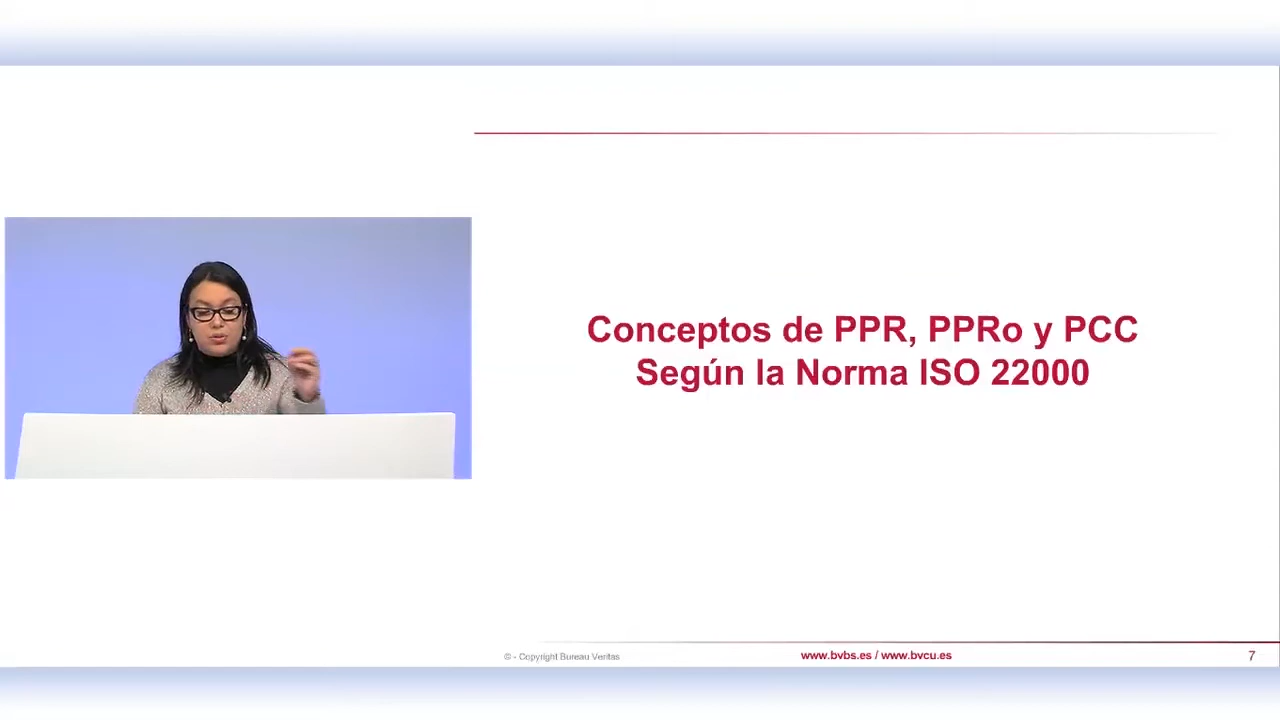 Conceptos de PPR, PPRo y PCC
Según la Norma ISO 22000
© - Copyright Bureau Veritas
www.bvbs.es / www.bvcu.es
7